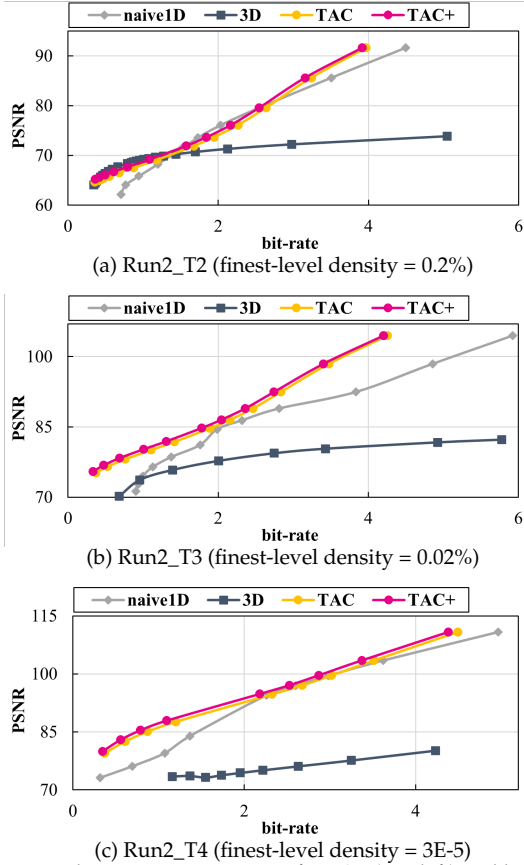 naive1D 3D TAC TAC+
PSNR
90
80
70
60
0 2 4 6
bit-rate
(a) Run2_T2 (finest-level density = 0.2%)
naive1D 3D TAC TAC+
PSNR
100
85
70
0 2 4 6
bit-rate
(b) Run2_T3 (finest-level density = 0.02%)
naive1D 3D TAC TAC+
PSNR
115
100
85
70
0 2 4
bit-rate
(c) Run2_T4 (finest-level density = 3E-5)